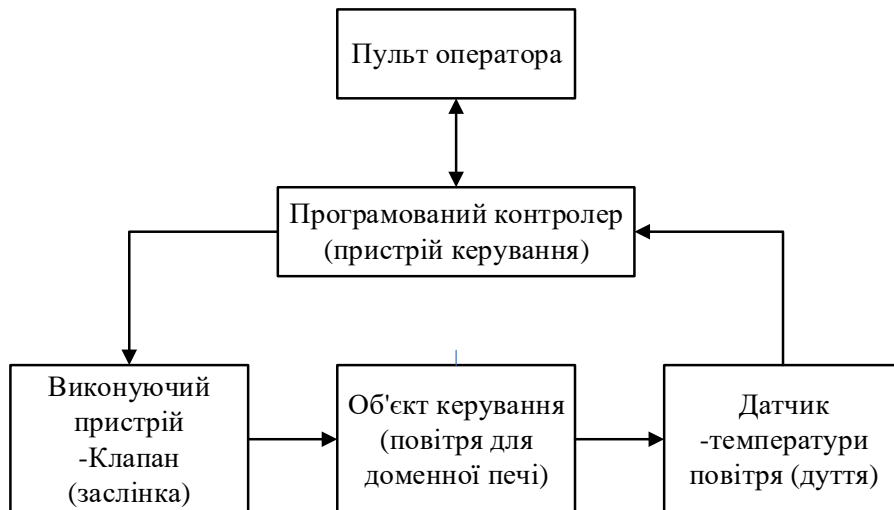 Пульт оператора
Програмований контролер
(пристрій керування)
Виконуючий
пристрій
-Клапан
(заслінка)
Об'єкт керування
(повітря для
доменної печі)
Датчик
-температури
повітря (дуття)